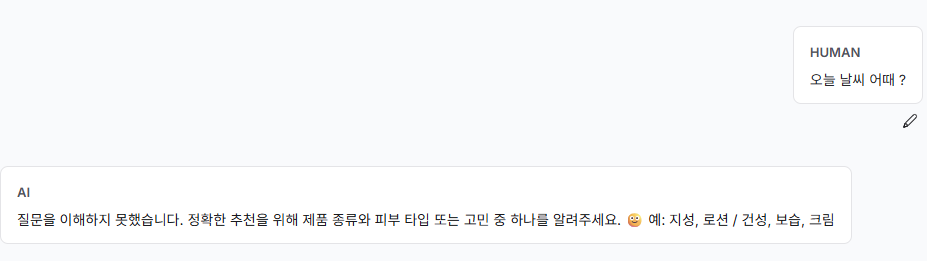 HUMAN
오늘 날씨 어때 ?
AI
질문을 이해하지 못했습니다. 정확한 추천을 위해 제품 종류와 피부 타입 또는 고민 중 하나를 알려주세요. 😊 예: 지성, 로션 / 건성, 보습, 크림